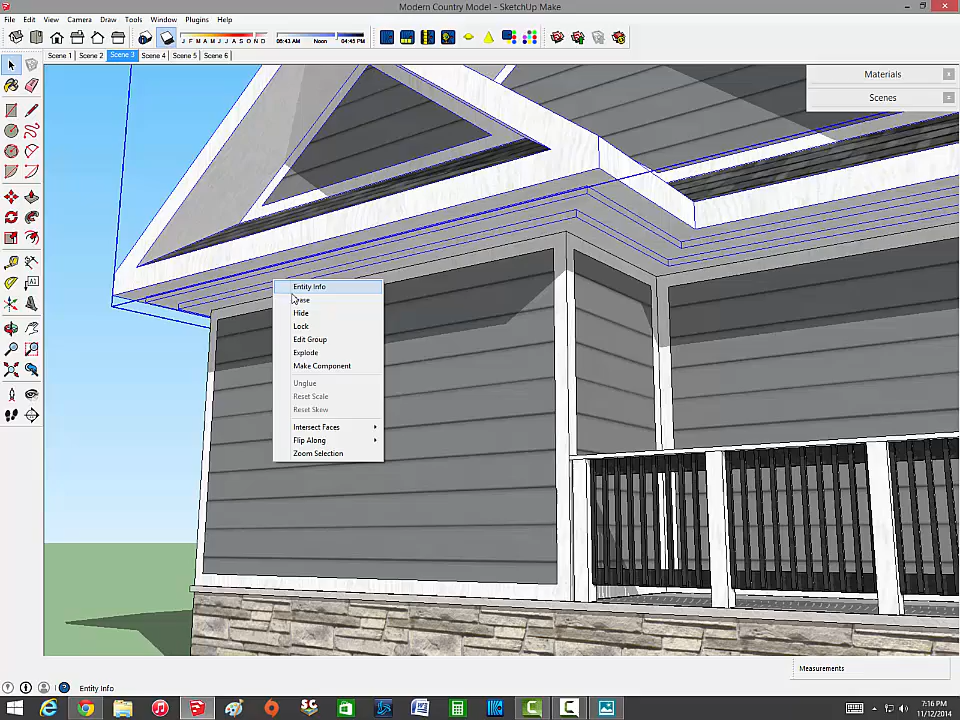 Modern Country Model - SketchUp Make
File Edit View Camera Draw Tools Window Plugins Help
J F M A M J J A S O N D
06:43 AM Noon 04:45 PM
Scene 1 Scene 2 Scene 3 Scene 4 Scene 5 Scene 6
Materials
Scenes
Entity Info
Erase
Hide
Lock
Edit Group
Explode
Make Component
Unglue
Reset Scale
Reset Skew
Intersect Faces
Flip Along
Zoom Selection
Measurements
Entity Info
7:16 PM
11/12/2014